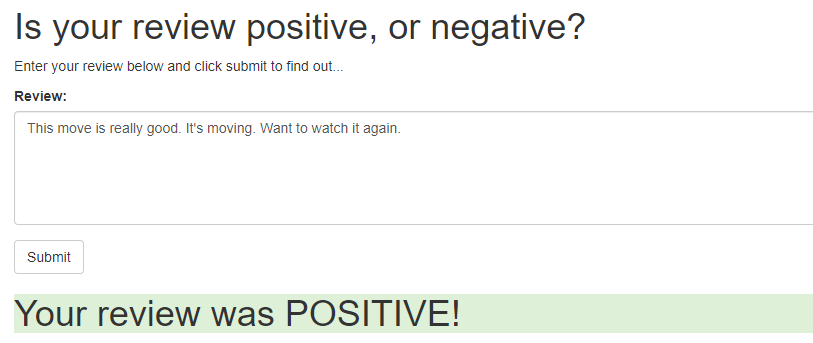 Is your review positive, or negative?
Enter your review below and click submit to find out...
Review:
This move is really good. It's moving. Want to watch it again.
Submit
Your review was POSITIVE!